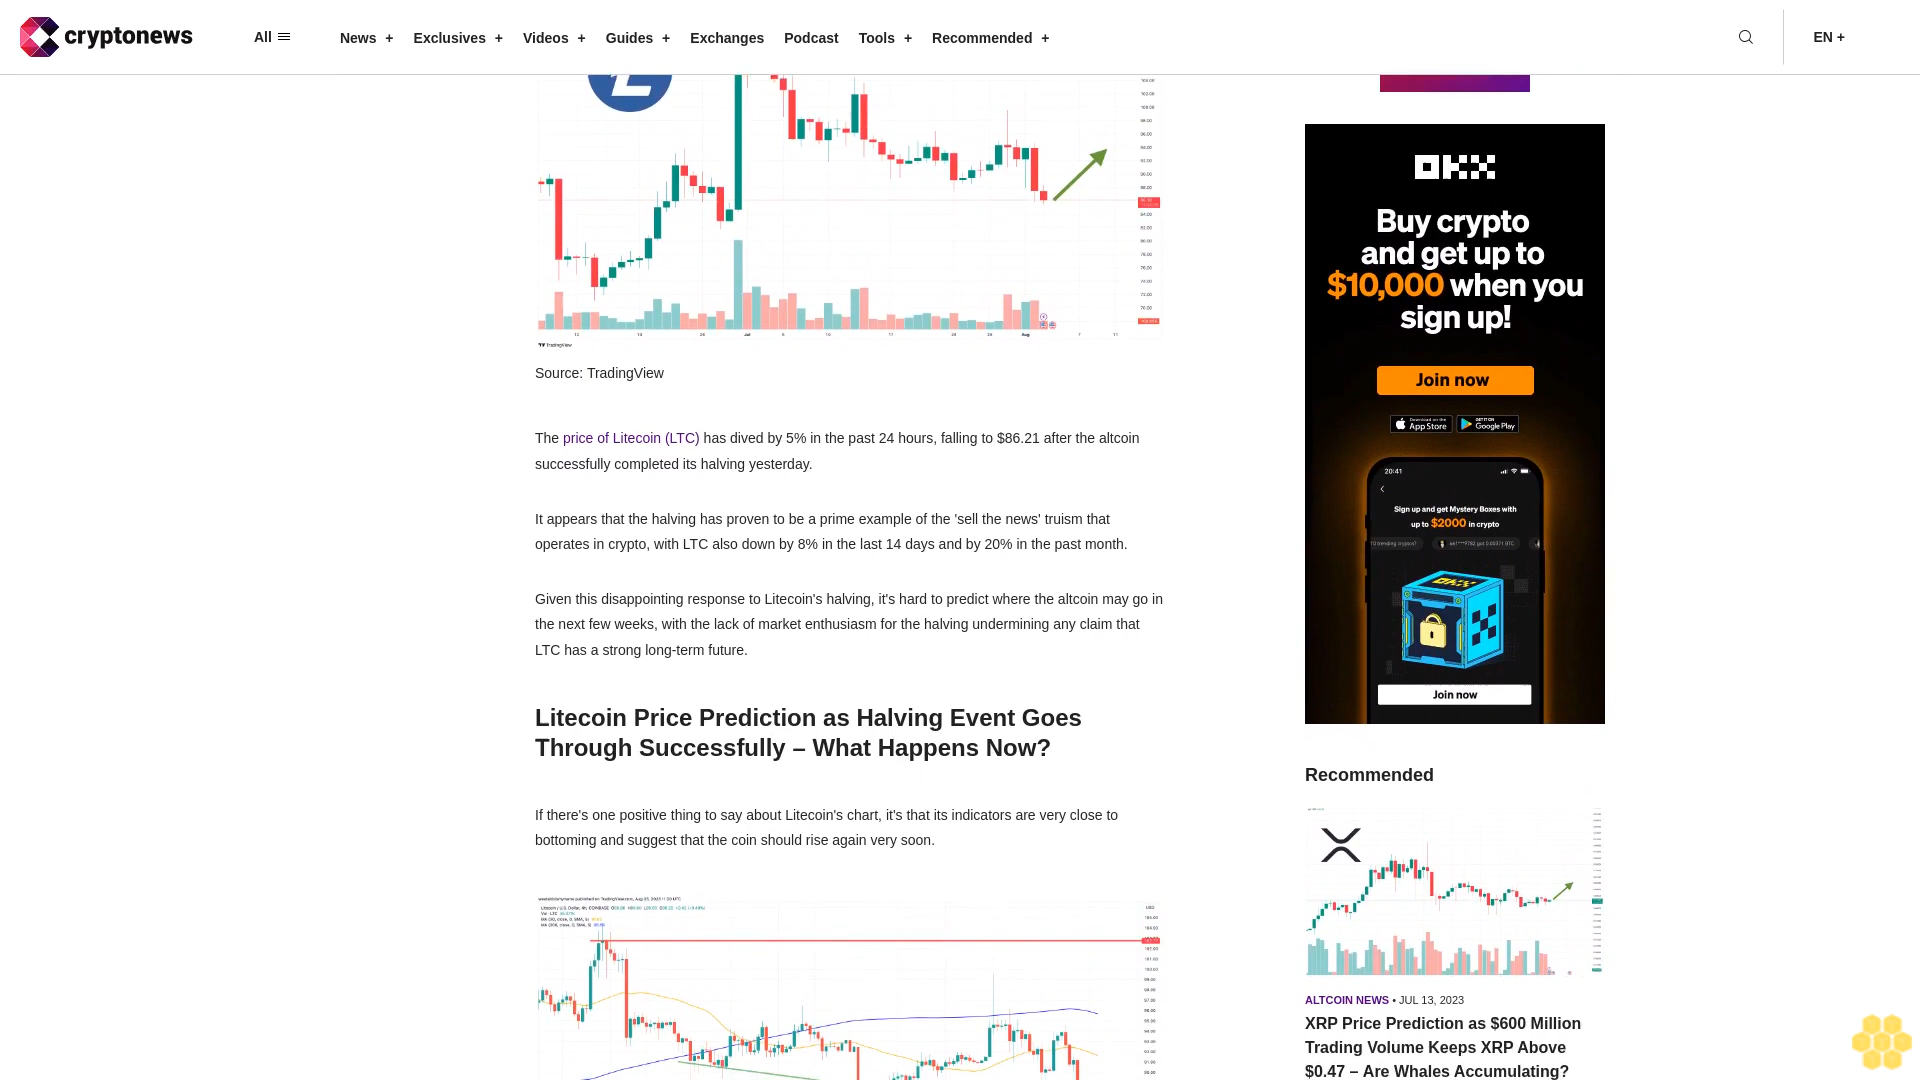 cryptonews
All
News +
Exclusives +
Videos +
Guides +
Exchanges
Podcast
Tools +
Recommended +
EN +
TradingView
Source: TradingView
The price of Litecoin (LTC) has dived by 5% in the past 24 hours, falling to $86.21 after the altcoin
successfully completed its halving yesterday.
It appears that the halving has proven to be a prime example of the 'sell the news' truism that
operates in crypto, with LTC also down by 8% in the last 14 days and by 20% in the past month.
Given this disappointing response to Litecoin's halving, it's hard to predict where the altcoin may go in
the next few weeks, with the lack of market enthusiasm for the halving undermining any claim that
LTC has a strong long-term future.
Litecoin Price Prediction as Halving Event Goes
Through Successfully – What Happens Now?
If there's one positive thing to say about Litecoin's chart, it's that its indicators are very close to
bottoming and suggest that the coin should rise again very soon.
OKX
Buy crypto
and get up to
$10,000 when you
sign up!
Join now
Download on the
App Store
GET IT ON
Google Play
20:41
Sign up and get Mystery Boxes with
up to $2000 in crypto
OKX
Join now
Recommended
ALTCOIN NEWS • JUL 13, 2023
XRP Price Prediction as $600 Million
Trading Volume Keeps XRP Above
$0.47 – Are Whales Accumulating?